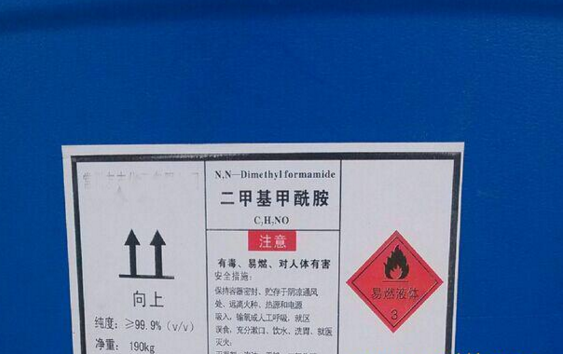 N,N—Dimethyl formamide
二甲基甲酰胺
C₃H₇NO
注意
有毒、易燃、对人体有害
安全措施:
保持容器密封、贮存于阴凉通风
处、远离火种、热源和电源
吸入，输氧或人工呼吸，就医
误食，充分漱口、饮水、洗胃、就医
灭火:
向上
纯度: ≥99.9% (v/v)
净重: 190kg
易燃液体
3